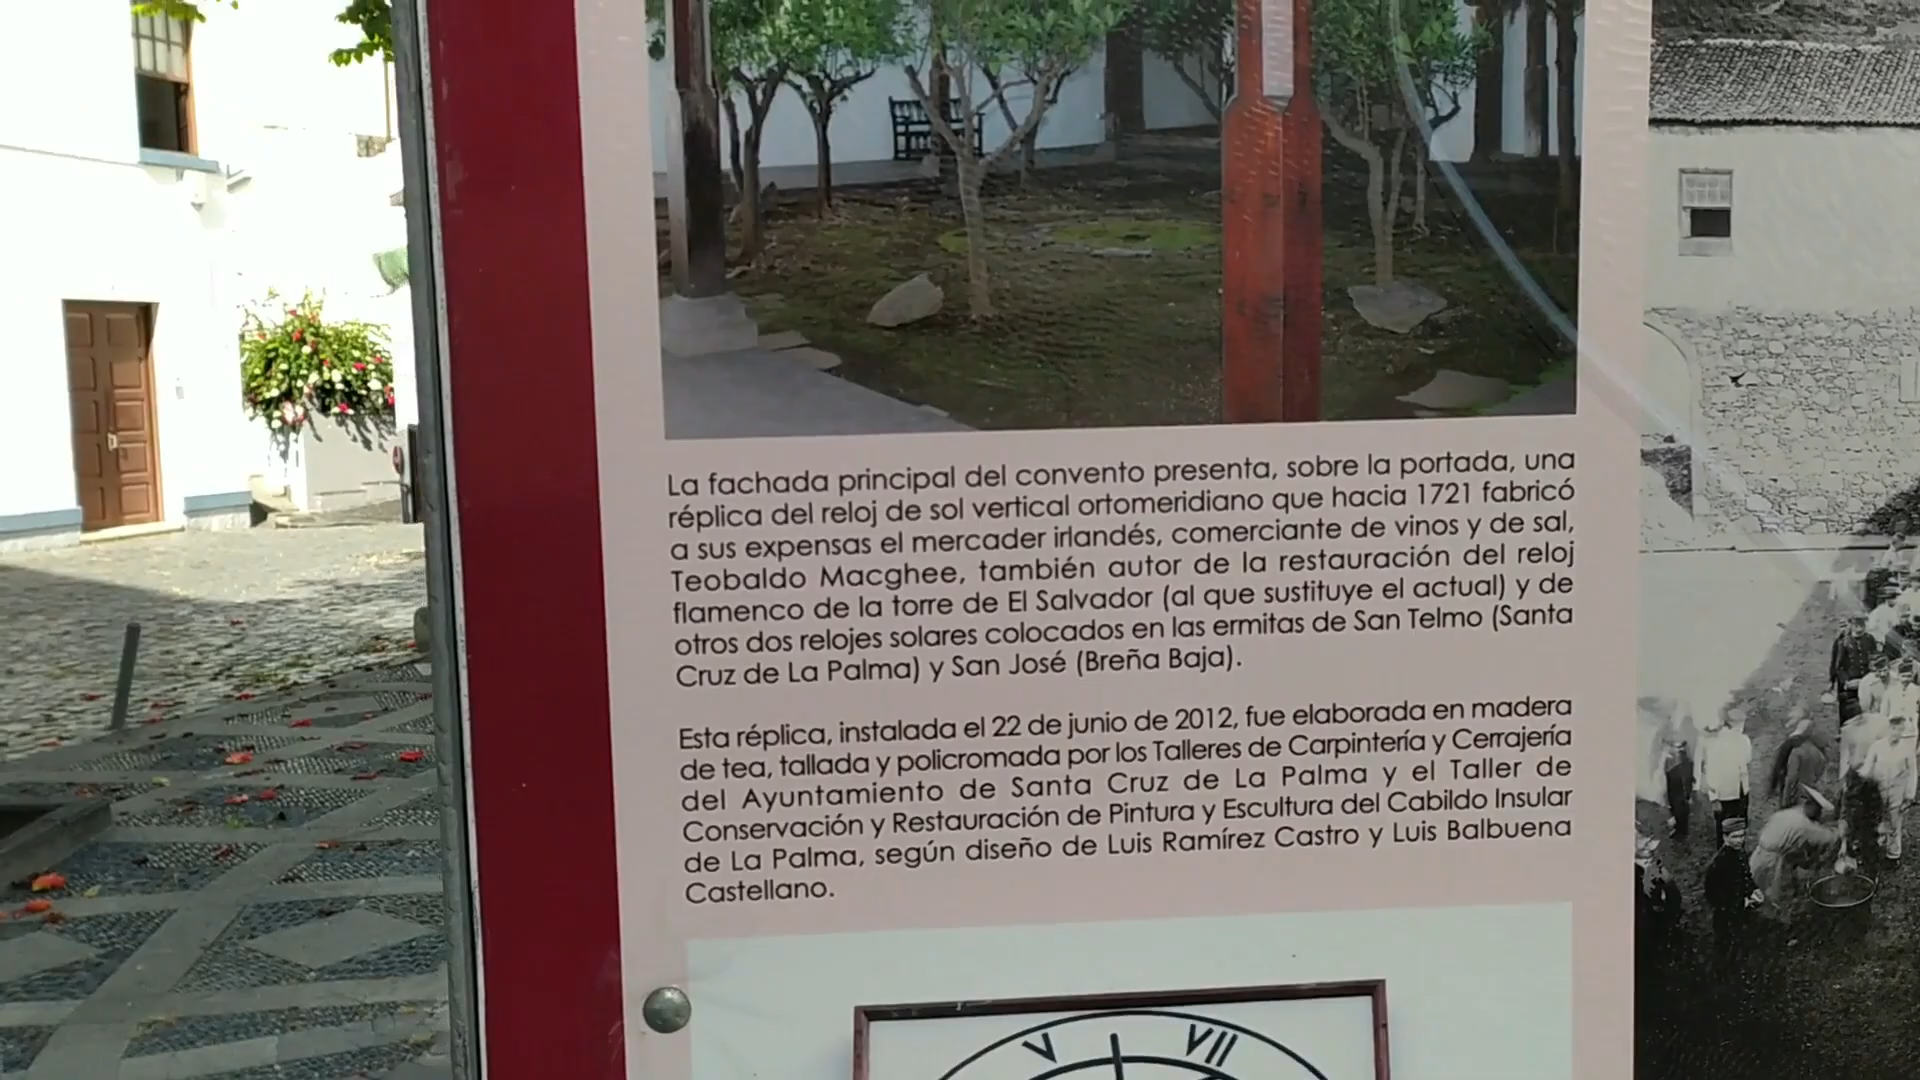 La fachada principal del convento presenta, sobre la portada, una
réplica del reloj de sol vertical ortomeridiano que hacia 1721 fabricó
a sus expensas el mercader irlandés, comerciante de vinos y de sal,
Teobaldo Macghee, también autor de la restauración del reloj
flamenco de la torre de El Salvador (al que sustituye el actual) y de
otros dos relojes solares colocados en las ermitas de San Telmo (Santa
Cruz de La Palma) y San José (Breña Baja).
Esta réplica, instalada el 22 de junio de 2012, fue elaborada en madera
de tea, tallada y policromada por los Talleres de Carpintería y Cerrajería
del Ayuntamiento de Santa Cruz de La Palma y el Taller de
Conservación y Restauración de Pintura y Escultura del Cabildo Insular
de La Palma, según diseño de Luis Ramírez Castro y Luis Balbuena
Castellano.
V VII